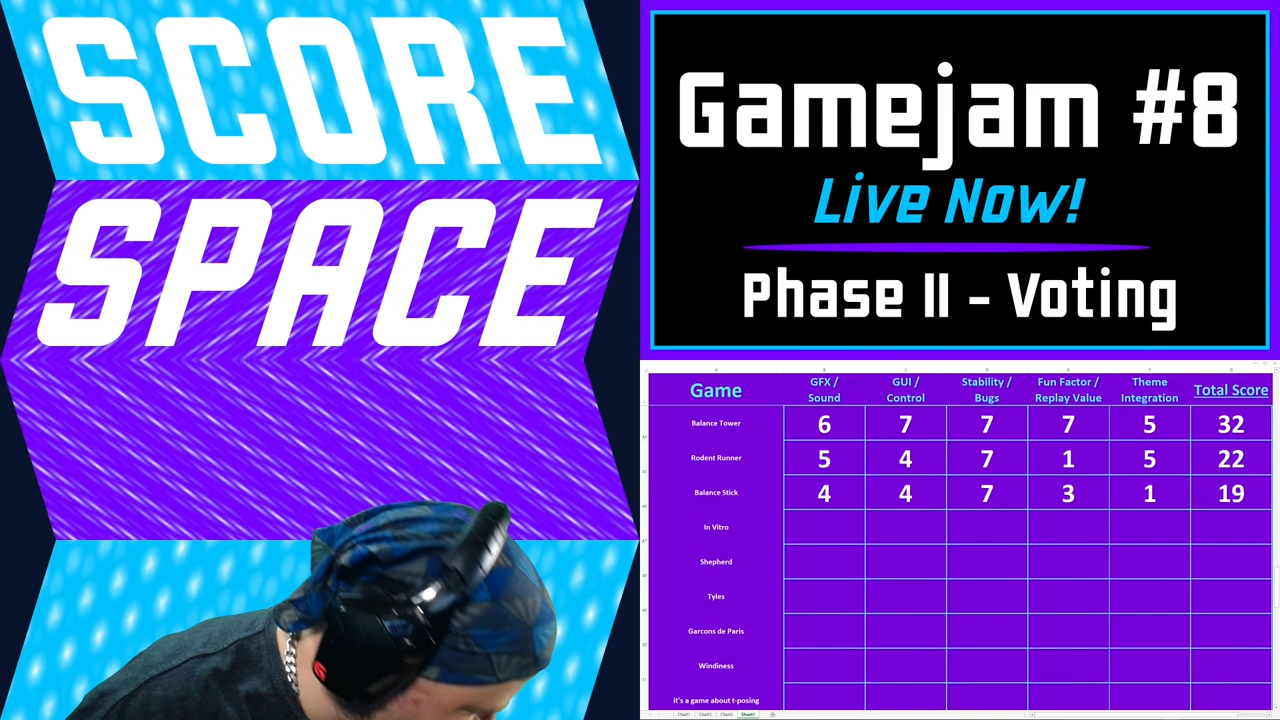 SCORE
SPACE
Gamejam #8
Live Now!
Phase II - Voting
A B C D E F G
Game GFX / Sound GUI / Control Stability / Bugs Fun Factor / Replay Value Theme Integration Total Score
Balance Tower 6 7 7 7 5 32
Rodent Runner 5 4 7 1 5 22
Balance Stick 4 4 7 3 1 19
In Vitro
Shepherd
Tyles
Garcons de Paris
Windiness
it's a game about t-posing
Sheet1